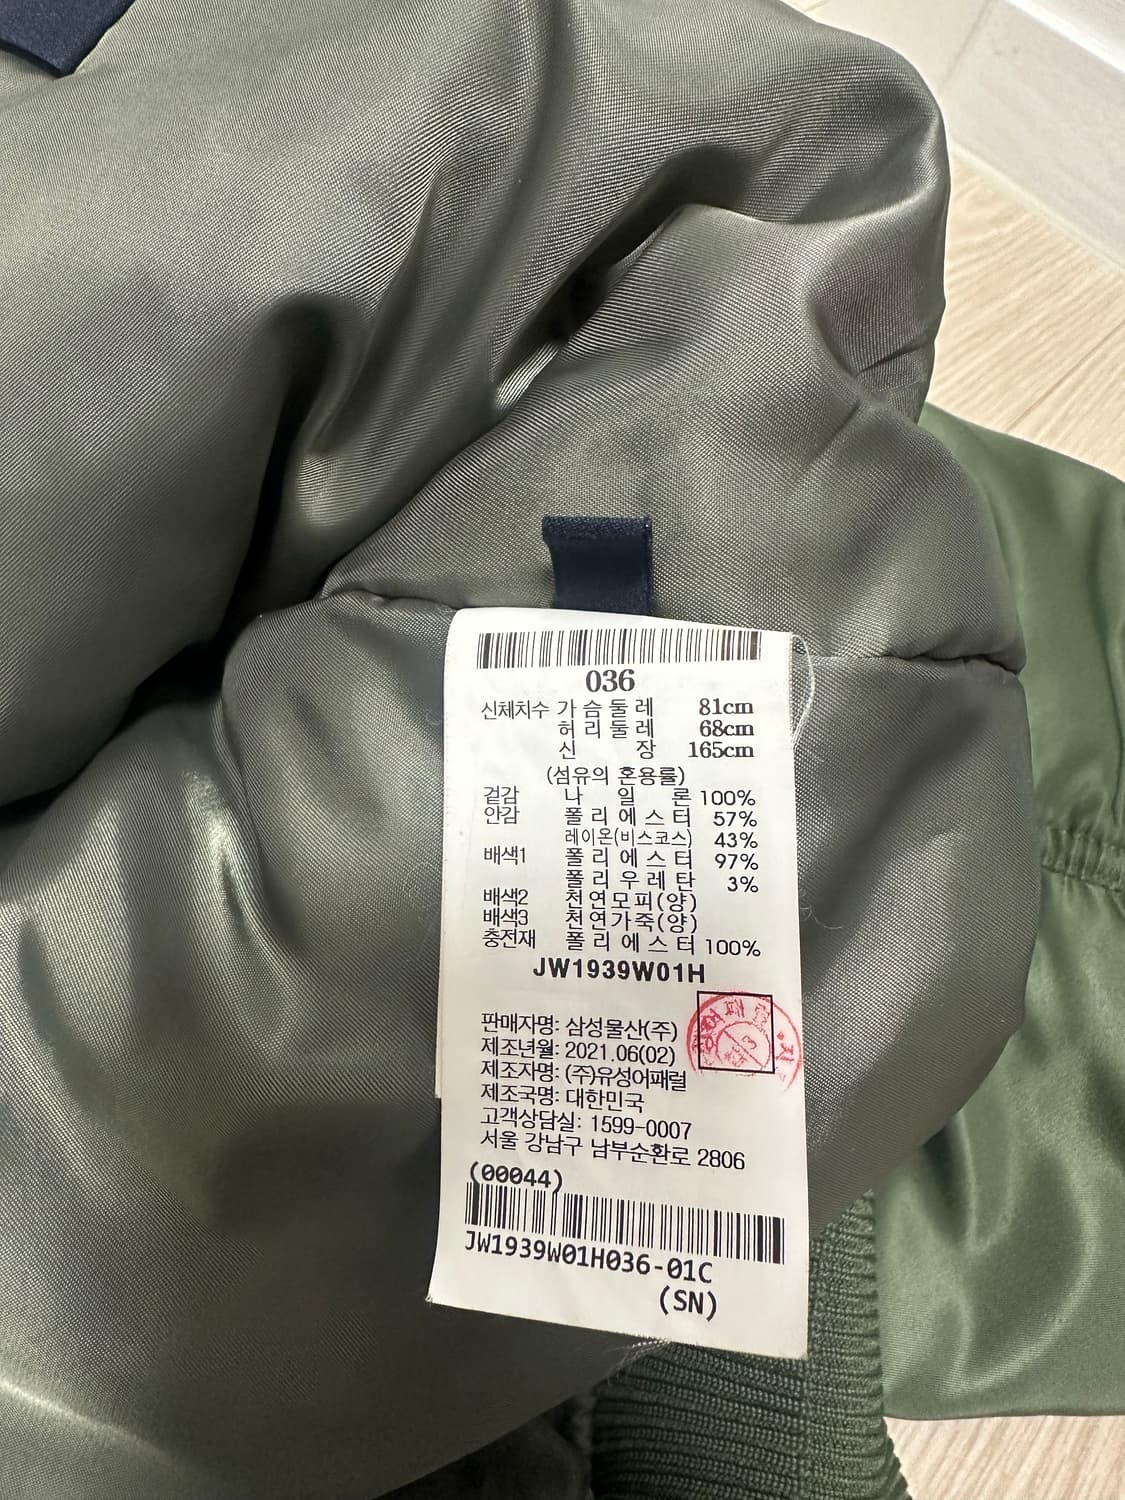 036
신체치수 가 슴 둘 레 81cm
허 리 둘 레 68cm
신 장 165cm
(섬유의 혼용률)
겉감 나 일 론 100%
안감 폴 리 에 스 터 57%
레이온(비스코스) 43%
배색1 폴 리 에 스 터 97%
폴 리 우 레 탄 3%
배색2 천연모피(양)
배색3 천연가죽(양)
충전재 폴 리 에 스 터 100%
JW1939W01H
판매자명: 삼성물산(주)
제조년월: 2021.06(02)
제조자명: (주)유성어패럴
제조국명: 대한민국
고객상담실: 1599-0007
서울 강남구 남부순환로 2806
(00044)
JW1939W01H036-01C
(SN)